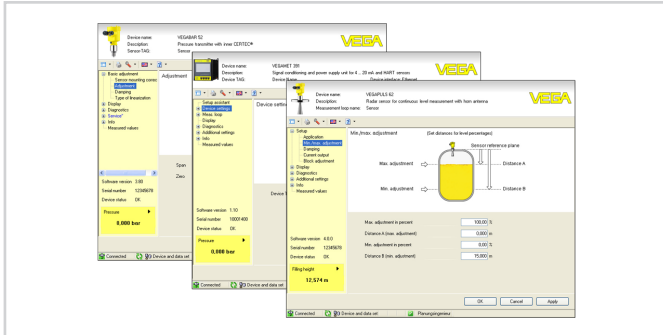 Device name: VEGABAR 52
Description: Pressure transmitter with inner CERTEC®
Sensor TAG: Sensor
VEGA
Basic adjustment
Sensor mounting correc
Adjustment
Damping
Type of linearization
Display
Diagnostics
Service
Info
Measured values
Adjustment
Span
Zero
Software version 3.80
Serial number 12345678
Device status OK
Pressure
0,000 bar
Connected Device and data set
Device name: VEGAMET 391
Description: Signal conditioning and power supply unit for 4 .. 20 mA and HART sensors
Device TAG: Device Name Device interface: Ethernet
VEGA
Setup assistant
Device settings
Meas. loop
Display
Diagnostics
Additional settings
Info
Measured values
Device settin
Device
Software version 1.10
Serial number 10001408
Device status OK
Pressure
0,000 bar
Connected Device and data set
Device name: VEGAPULS 62
Description: Radar sensor for continuous level measurement with horn antenna
Measurement loop name: Sensor
VEGA
Setup
Application
Min./max. adjustment
Damping
Current output
Block adjustment
Display
Diagnostics
Additional settings
Info
Measured values
Min./max. adjustment (Set distances for level percentages)
Sensor reference plane
Max. adjustment
Distance A
Min. adjustment
Distance B
Max. adjustment in percent 100,00 %
Distance A (max. adjustment) 0,000 m
Min. adjustment in percent 0,00 %
Distance B (min. adjustment) 15,000 m
Software version 4.0.0
Serial number 12345678
Device status OK
Filling height
12,574 m
OK Cancel Apply
Connected Device and data set Planungsingenieur